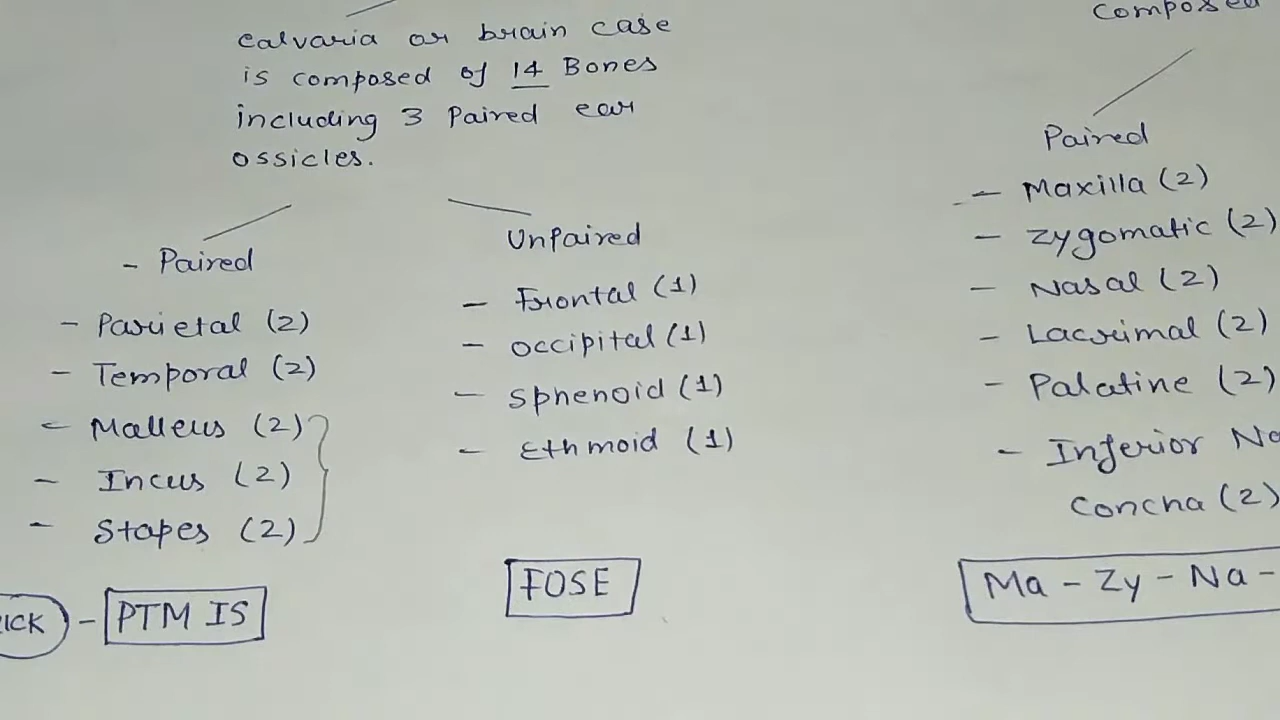 calvaria or brain case
is composed of 14 Bones
including 3 Paired ear
ossicles.
- Paired
- Parietal (2)
- Temporal (2)
- Malleus (2)
- Incus (2)
- Stapes (2)
PTM IS
Unpaired
- Frontal (1)
- occipital (1)
- Sphenoid (1)
- Ethmoid (1)
FOSE
Composed
Paired
- Maxilla (2)
- Zygomatic (2)
- Nasal (2)
- Lacrimal (2)
- Palatine (2)
- Inferior
Concha (2)
Ma - Zy - Na -